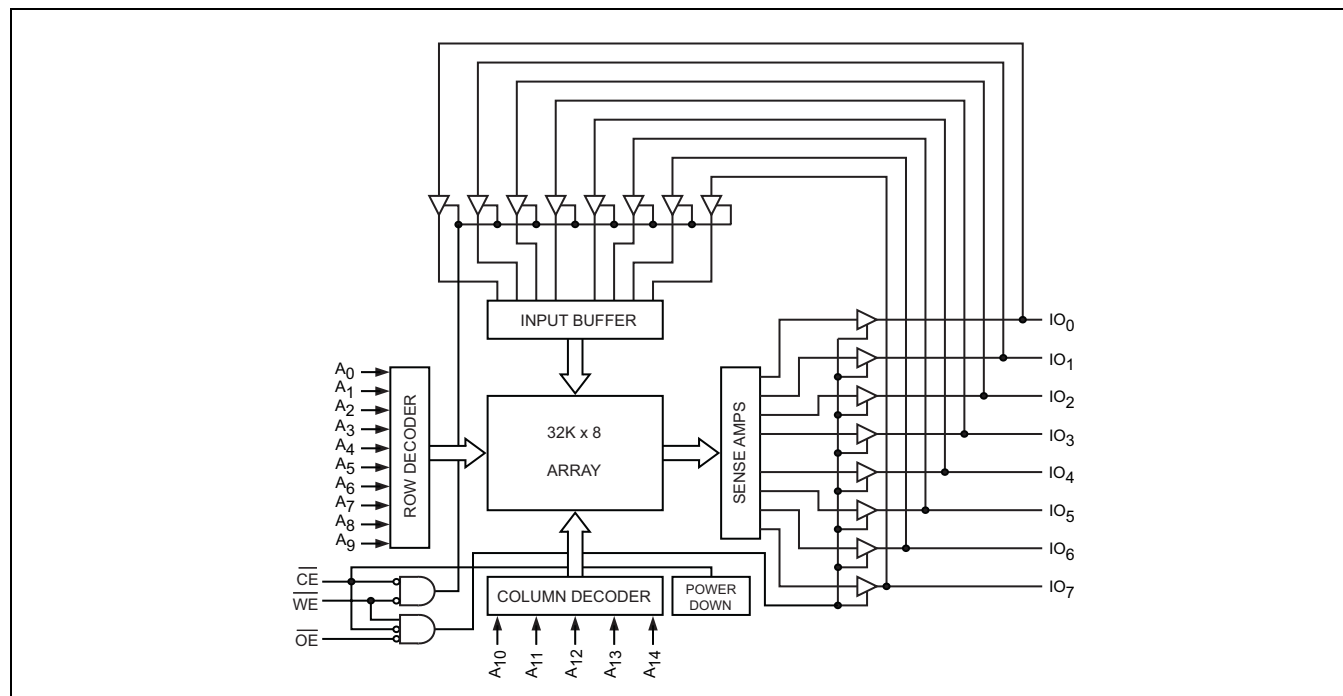 INPUT BUFFER
IO0
IO1
IO2
IO3
IO4
IO5
IO6
IO7
A0
A1
A2
A3
A4
A5
A6
A7
A8
A9
ROW DECODER
32K x 8
ARRAY
SENSE AMPS
CE
WE
OE
COLUMN DECODER
POWER
DOWN
A10
A11
A12
A13
A14